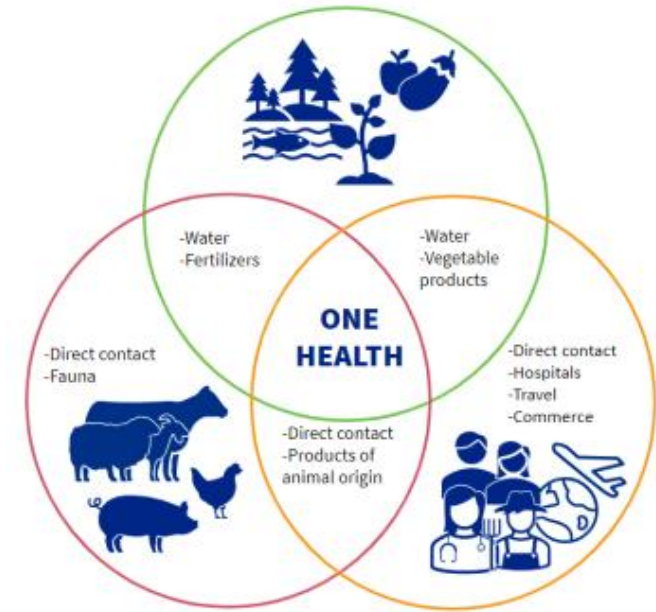 -Water
-Fertilizers
-Water
-Vegetable
products
ONE
HEALTH
-Direct contact
-Fauna
-Direct contact
-Hospitals
-Travel
-Commerce
-Direct contact
-Products of
animal origin